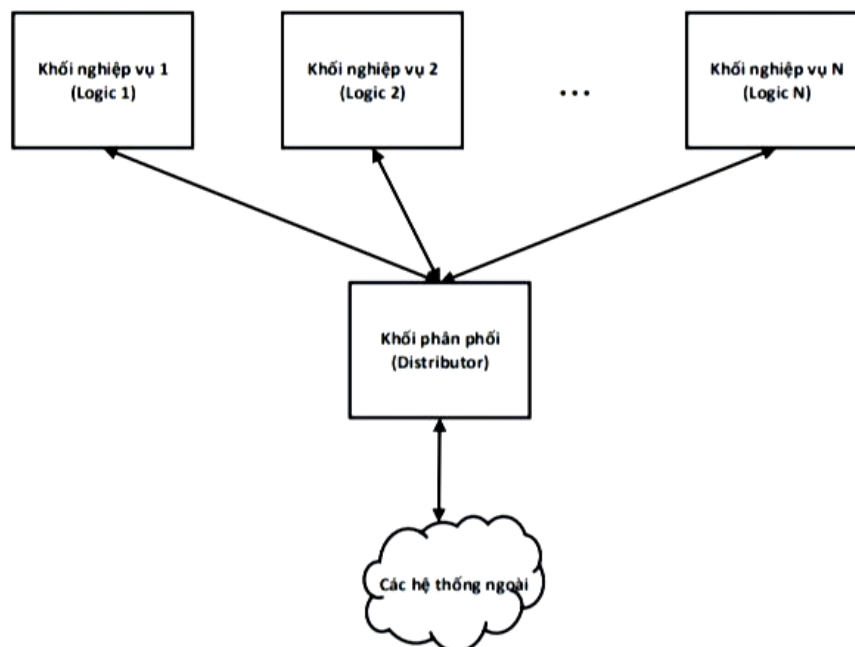 Khối nghiệp vụ 1
(Logic 1)
Khối nghiệp vụ 2
(Logic 2)
...
Khối nghiệp vụ N
(Logic N)
Khối phân phối
(Distributor)
Các hệ thống ngoài